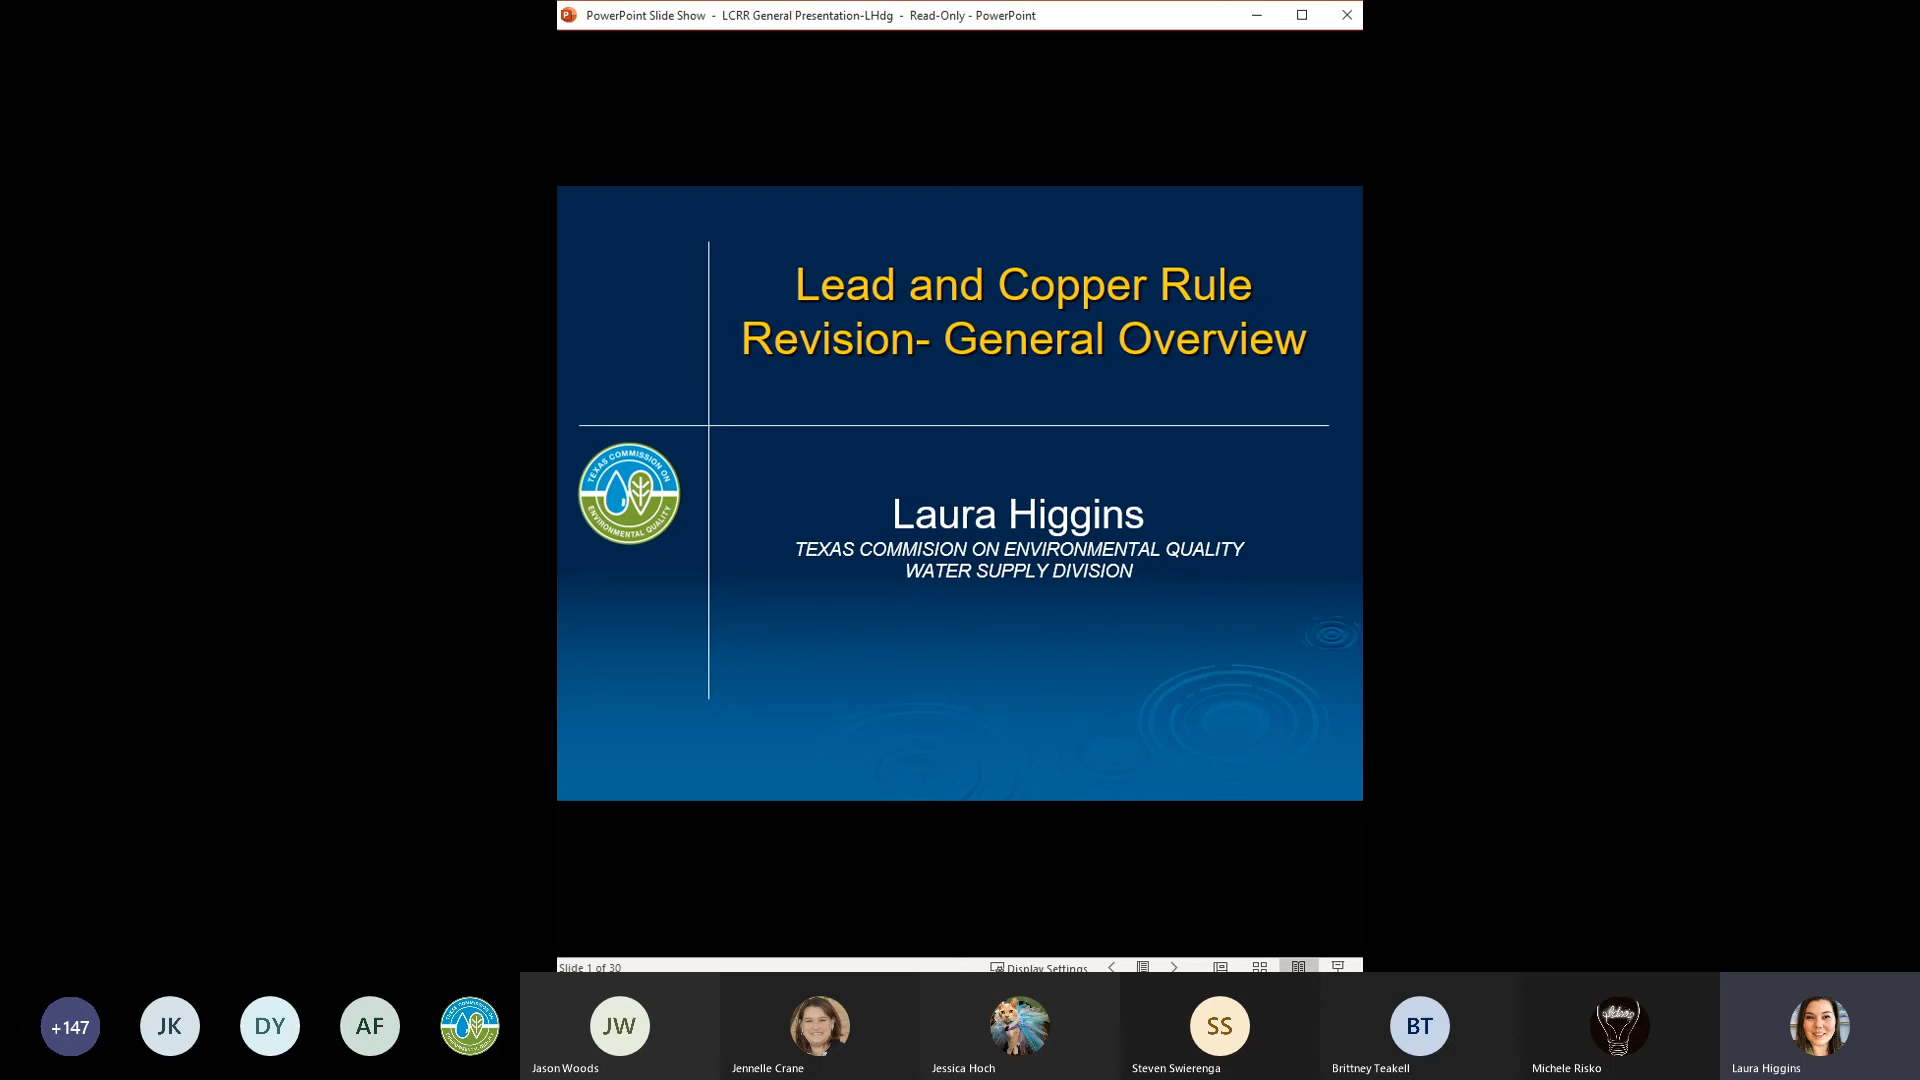 PowerPoint Slide Show - LCRR General Presentation-LHdg - Read-Only - PowerPoint
Lead and Copper Rule
Revision- General Overview
TEXAS COMMISSION ON
ENVIRONMENTAL QUALITY
Laura Higgins
TEXAS COMMISION ON ENVIRONMENTAL QUALITY
WATER SUPPLY DIVISION
Slide 1 of 30
Display Settings
+147
JK
DY
AF
JW
SS
BT
Jason Woods
Jennelle Crane
Jessica Hoch
Steven Swierenga
Brittney Teakell
Michele Risko
Laura Higgins